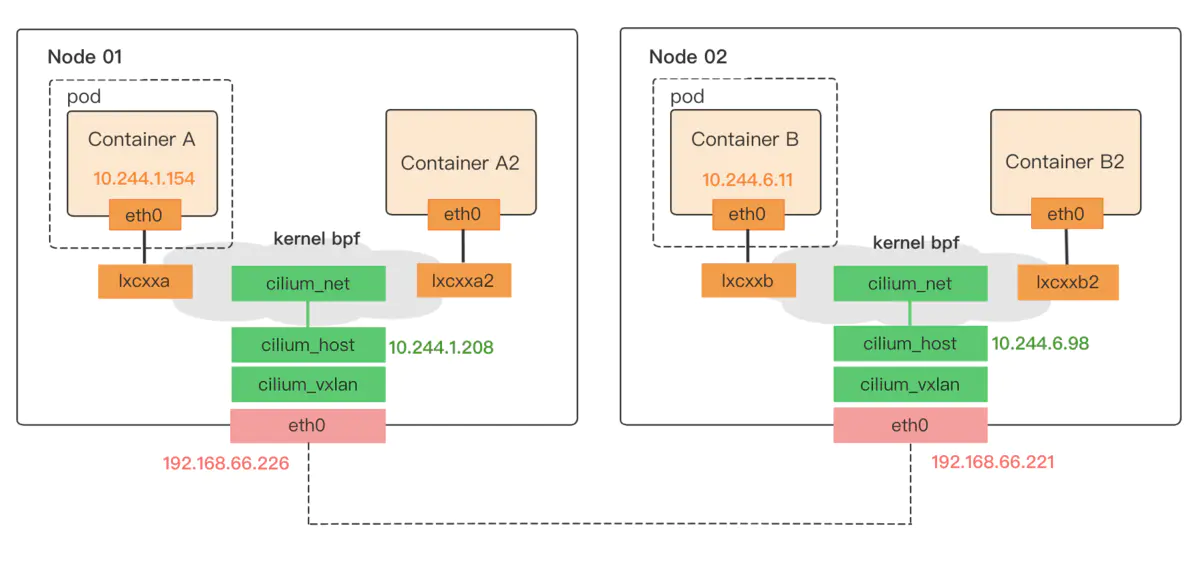 Node 01
pod
Container A
10.244.1.154
eth0
Container A2
eth0
kernel bpf
lxcxxa
cilium_net
lxcxxa2
cilium_host
10.244.1.208
cilium_vxlan
eth0
192.168.66.226
Node 02
pod
Container B
10.244.6.11
eth0
Container B2
eth0
kernel bpf
lxcxxb
cilium_net
lxcxxb2
cilium_host
10.244.6.98
cilium_vxlan
eth0
192.168.66.221